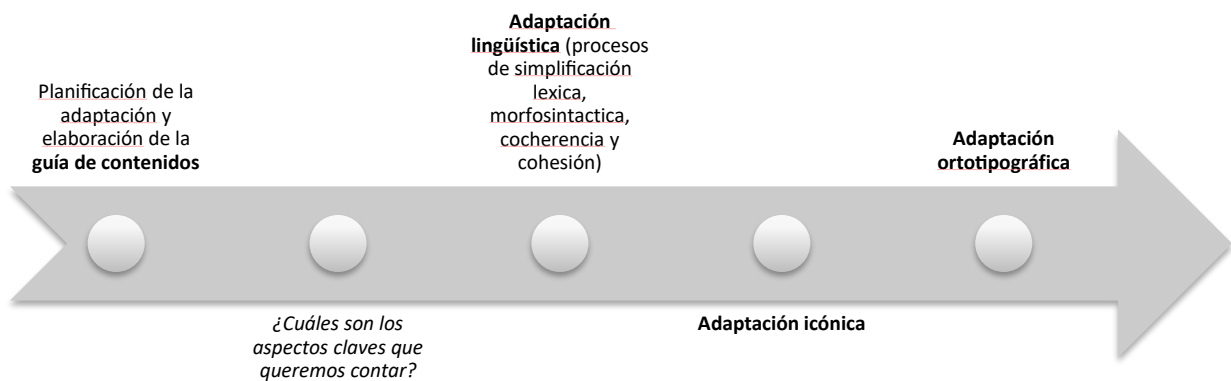 Planificación de la
adaptación y
elaboración de la
guía de contenidos
¿Cuáles son los
aspectos claves que
queremos contar?
Adaptación
lingüística (procesos
de simplificación
lexica,
morfosintactica,
cocherencia y
cohesión)
Adaptación icónica
Adaptación
ortotipográfica